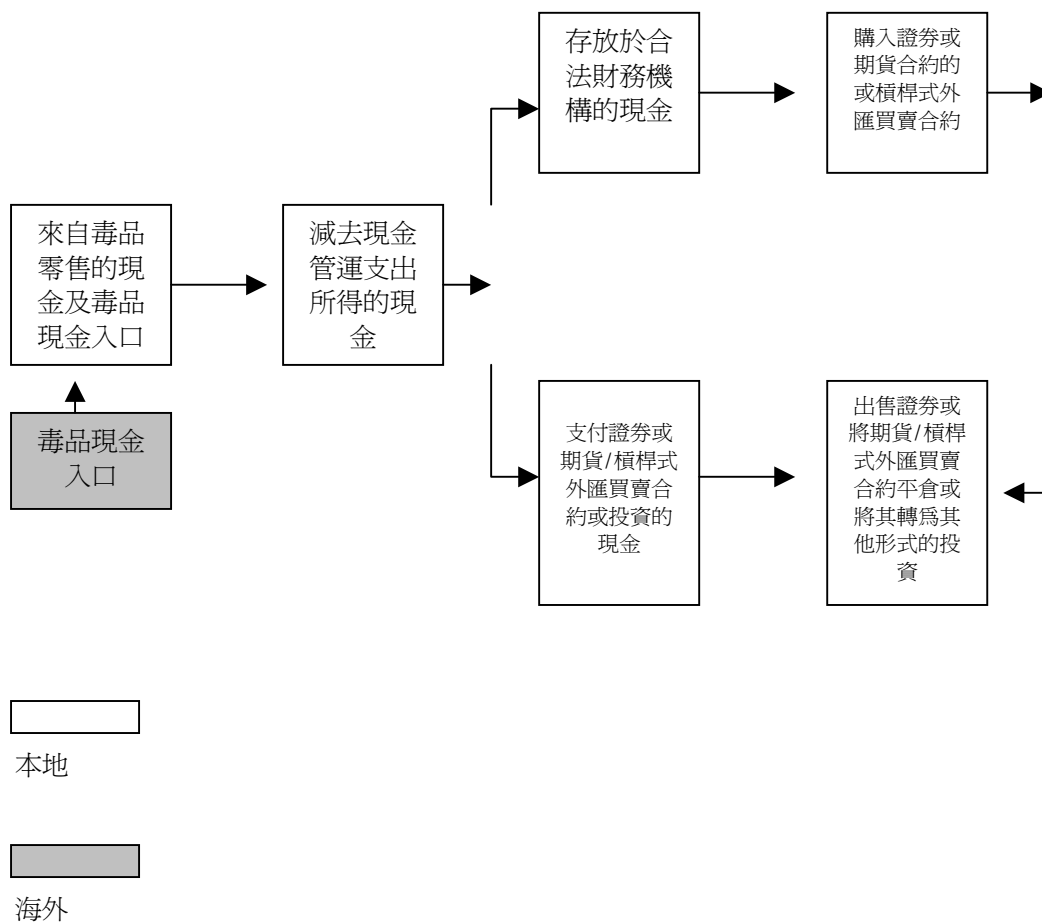 存放於合
法財務機
構的現金
購入證券或
期貨合約的
或槓桿式外
匯買賣合約
來自毒品
零售的現
金及毒品
現金入口
減去現金
管運支出
所得的現
金
毒品現金
入口
支付證券或
期貨/槓桿式
外匯買賣合
約或投資的
現金
出售證券或
將期貨/槓桿
式外匯買賣
合約平倉或
將其轉為其
他形式的投
資
本地
海外